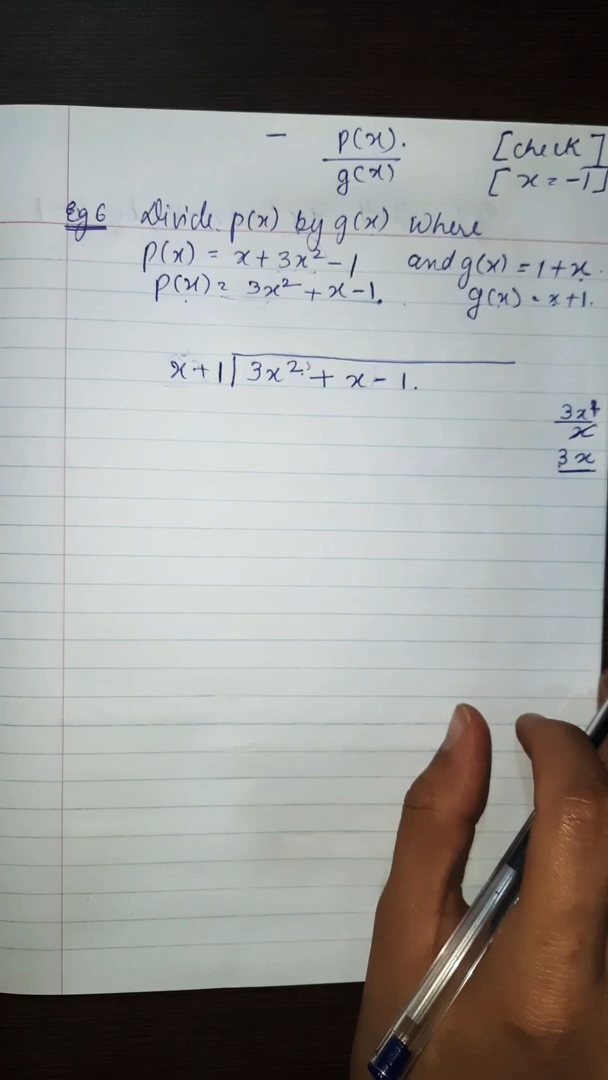 - p(x). [check]
g(x) [x = -1]
Eg 6 Divide p(x) by g(x) where
p(x) = x + 3x² - 1 and g(x) = 1 + x.
p(x) = 3x² + x - 1. g(x) = x + 1.
x + 1 | 3x² + x - 1.
3x²
x
3x